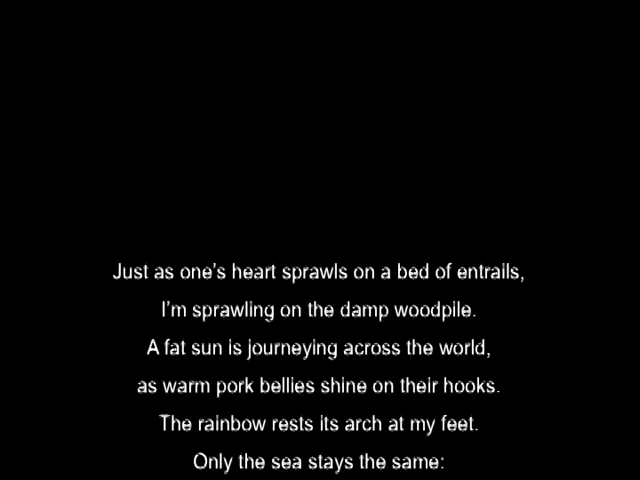 Just as one’s heart sprawls on a bed of entrails,
I’m sprawling on the damp woodpile.
A fat sun is journeying across the world,
as warm pork bellies shine on their hooks.
The rainbow rests its arch at my feet.
Only the sea stays the same: